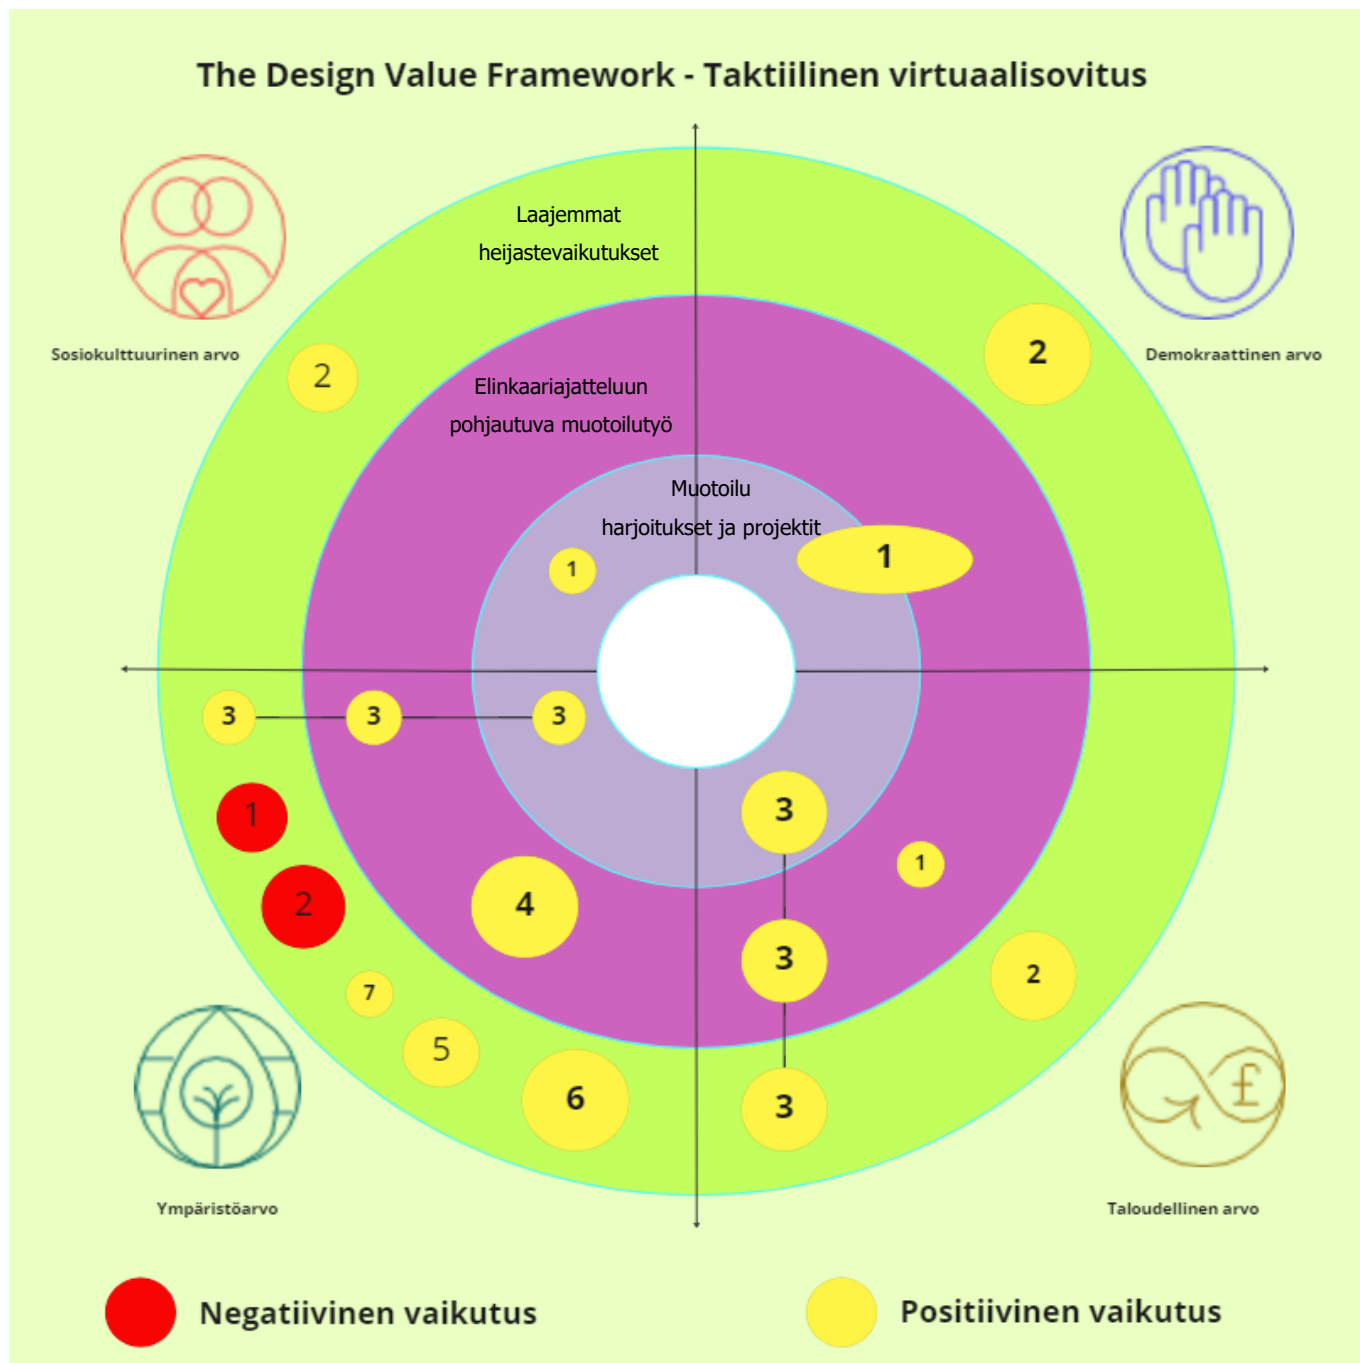 The Design Value Framework - Taktiilinen virtuaalisovitus
Laajemmat
heijastevaikutukset
Sosiokulttuurinen arvo
Demokraattinen arvo
2
2
Elinkaariajatteluun
pohjautuva muotoilutyö
Muotoilu
harjoitukset ja projektit
1
1
3
3
3
1
3
1
2
4
3
2
7
5
6
3
£
Ympäristöarvo
Taloudellinen arvo
Negatiivinen vaikutus
Positiivinen vaikutus